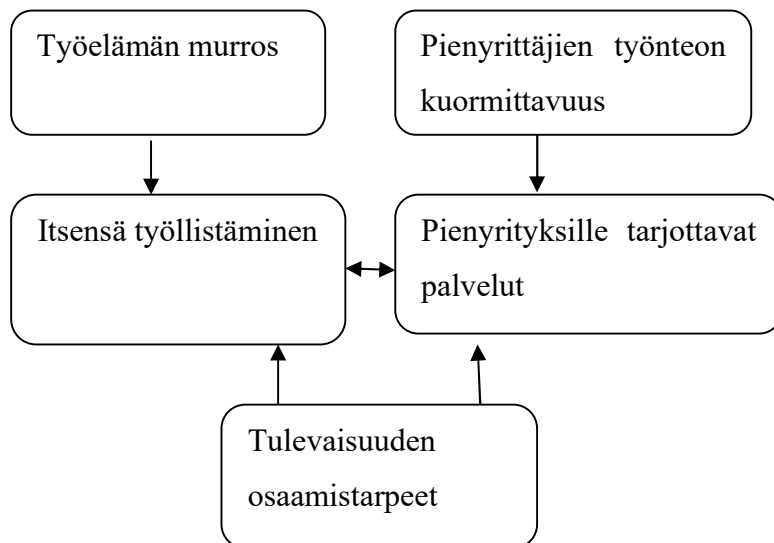 Työelämän murros
Pienyrittäjien työnteon
kuormittavuus
Itsensä työllistäminen
Pienyrityksille tarjottavat
palvelut
Tulevaisuuden
osaamistarpeet